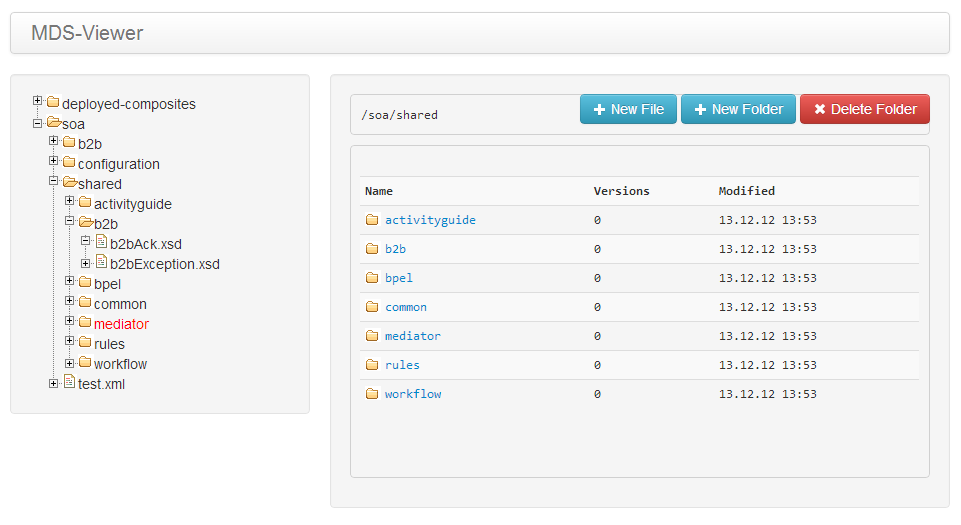 MDS-Viewer
deployed-composites
soa
b2b
configuration
shared
activityguide
b2b
b2bAck.xsd
b2bException.xsd
bpel
common
mediator
rules
workflow
test.xml
/soa/shared
New File
New Folder
Delete Folder
Name Versions Modified
activityguide 0 13.12.12 13:53
b2b 0 13.12.12 13:53
bpel 0 13.12.12 13:53
common 0 13.12.12 13:53
mediator 0 13.12.12 13:53
rules 0 13.12.12 13:53
workflow 0 13.12.12 13:53